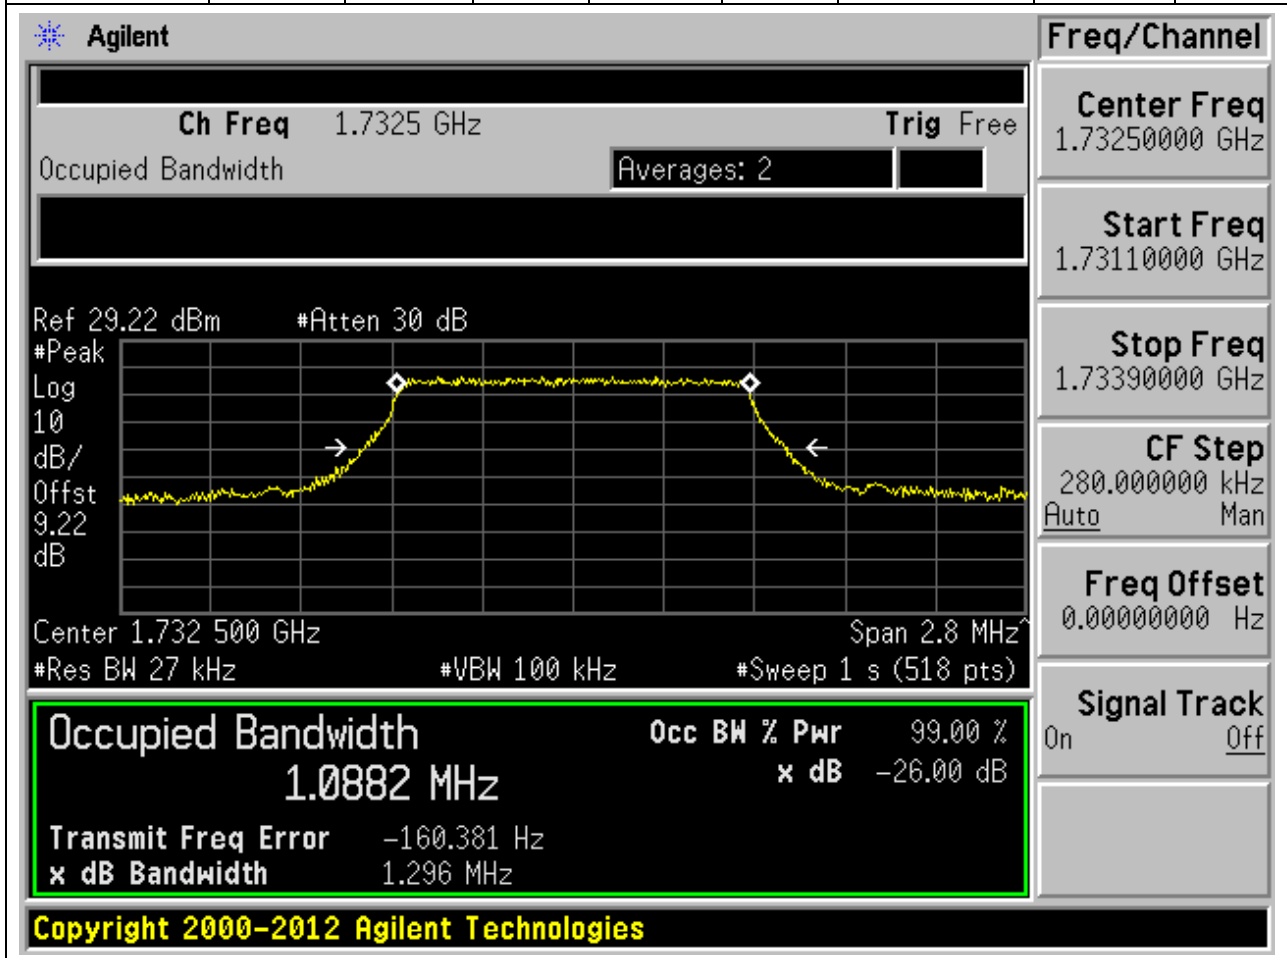 Agilent
Freq/Channel
Ch Freq 1.7325 GHz Trig Free
Occupied Bandwidth Averages: 2
Center Freq
1.73250000 GHz
Start Freq
1.73110000 GHz
Stop Freq
1.73390000 GHz
CF Step
280.000000 kHz
Auto Man
Freq Offset
0.00000000 Hz
Signal Track
On Off
Ref 29.22 dBm #Atten 30 dB
#Peak
Log
10
dB/
Offst
9.22
dB
Center 1.732 500 GHz Span 2.8 MHz^
#Res BW 27 kHz #VBW 100 kHz #Sweep 1 s (518 pts)
Occupied Bandwidth Occ BW % Pwr 99.00 %
1.0882 MHz x dB -26.00 dB
Transmit Freq Error -160.381 Hz
x dB Bandwidth 1.296 MHz
Copyright 2000-2012 Agilent Technologies